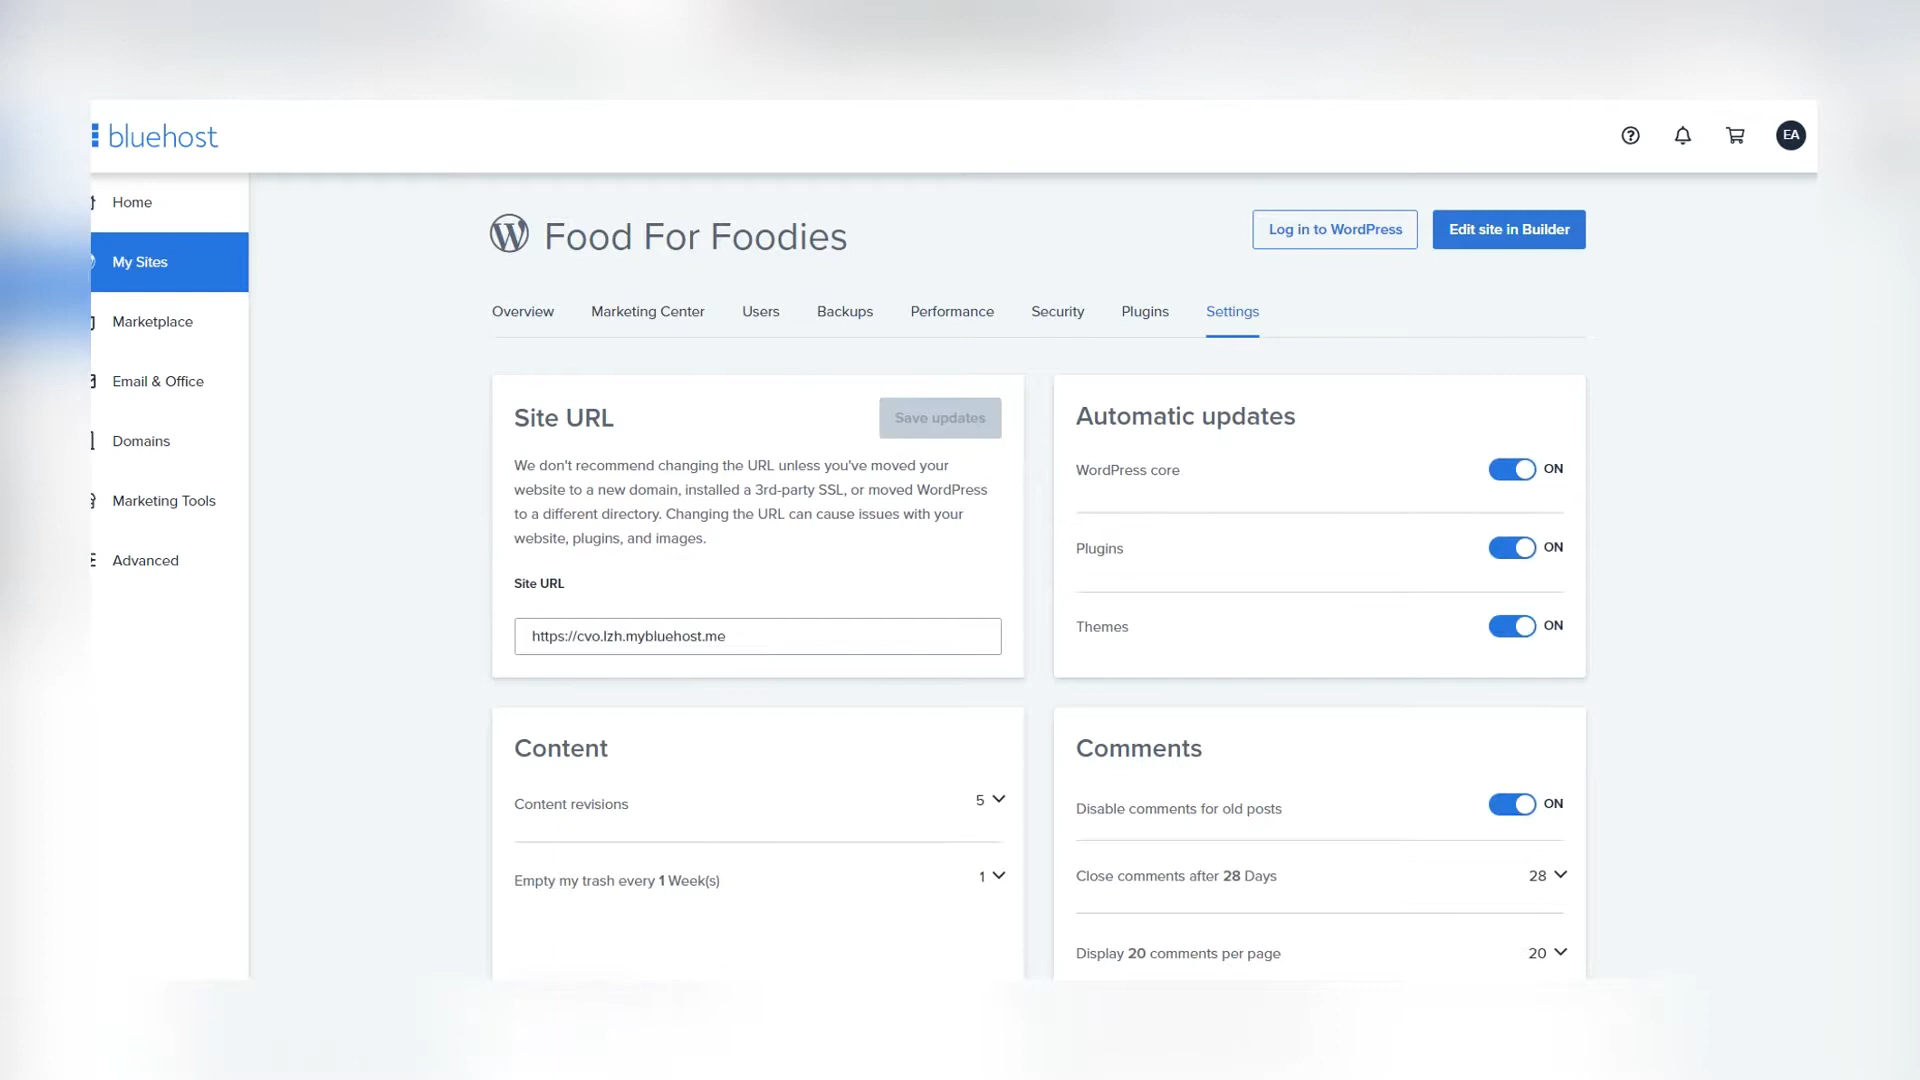 bluehost
EA
Home
My Sites
Marketplace
Email & Office
Domains
Marketing Tools
Advanced
Food For Foodies
Log in to WordPress
Edit site in Builder
Overview
Marketing Center
Users
Backups
Performance
Security
Plugins
Settings
Site URL
Save updates
We don't recommend changing the URL unless you've moved your
website to a new domain, installed a 3rd-party SSL, or moved WordPress
to a different directory. Changing the URL can cause issues with your
website, plugins, and images.
Site URL
https://cvo.lzh.mybluehost.me
Automatic updates
WordPress core ON
Plugins ON
Themes ON
Content
Content revisions 5
Empty my trash every 1 Week(s) 1
Comments
Disable comments for old posts ON
Close comments after 28 Days 28
Display 20 comments per page 20